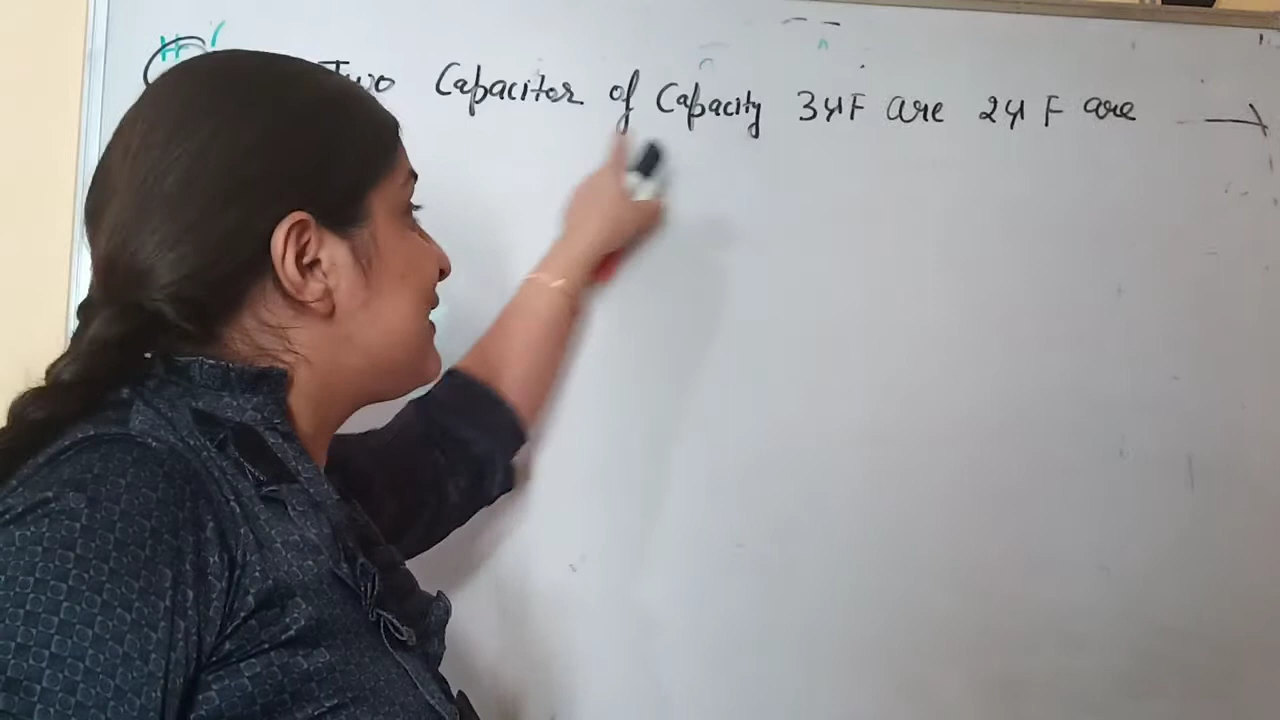 Two Capacitor of Capacity 3μF are 2μF are →